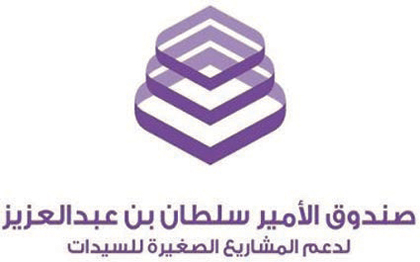 صندوق الأمير سلطان بن عبدالعزيز
لدعم المشاريع الصغيرة للسيدات